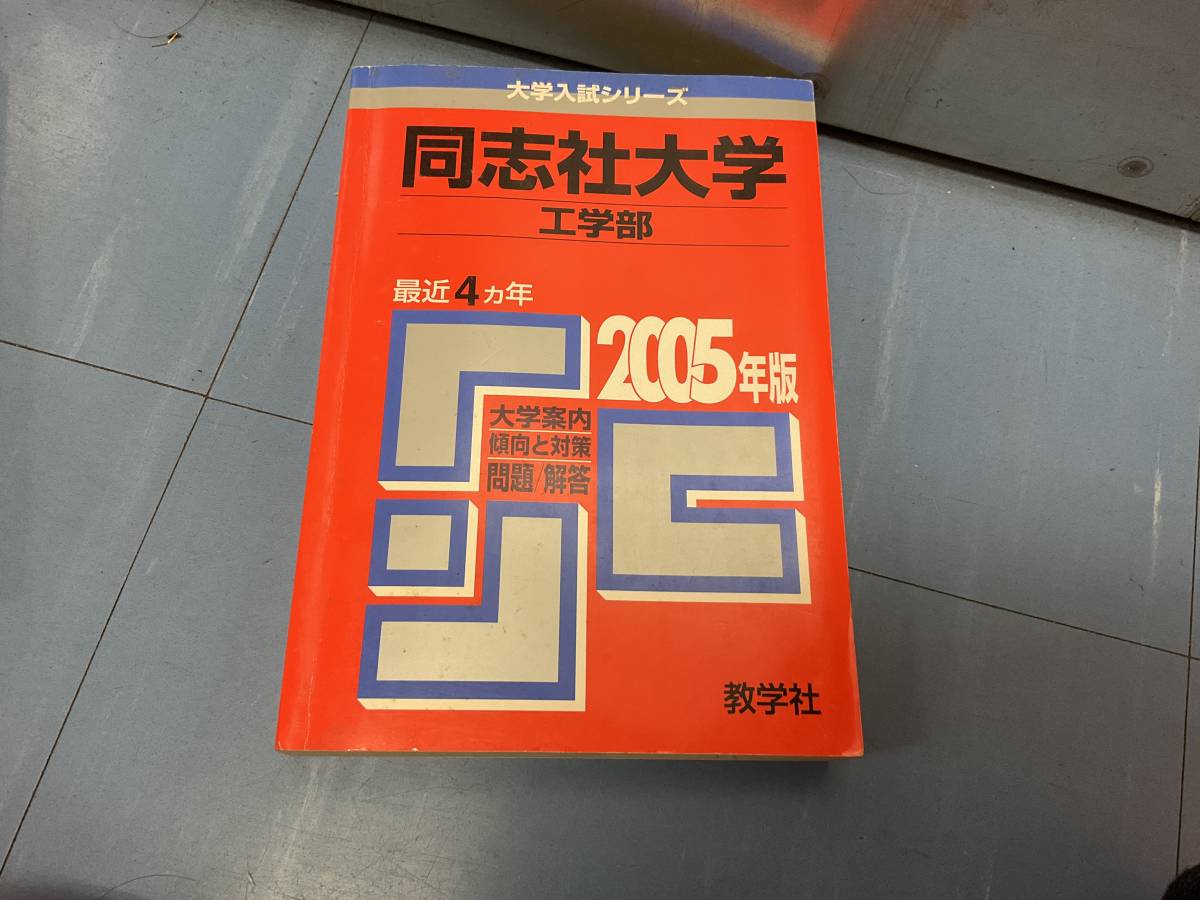 大学入試シリーズ
同志社大学
工学部
最近4ヵ年
2005年版
大学案内
傾向と対策
問題/解答
教学社